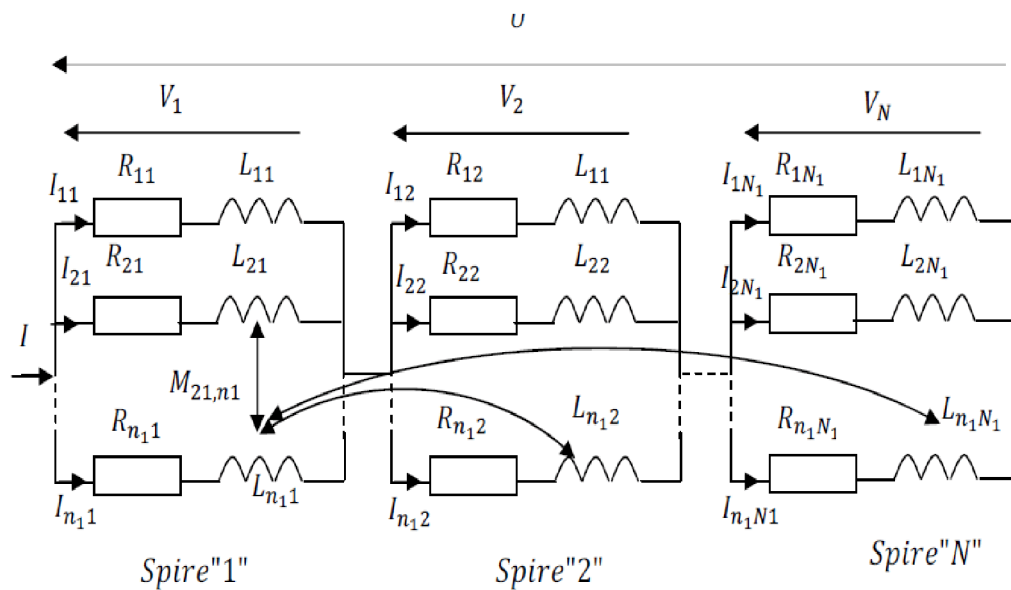 U
V₁ V₂ V_N
R₁₁ L₁₁ R₁₂ L₁₁ R₁N₁ L₁N₁
I₁₁ I₁₂ I₁N₁
R₂₁ L₂₁ R₂₂ L₂₂ R₂N₁ L₂N₁
I₂₁ I₂₂ I₂N₁
I
M₂₁,ₙ₁
Rₙ₁₁ Rₙ₁₂ Lₙ₁₂ Rₙ₁N₁ Lₙ₁N₁
Lₙ₁₁
Iₙ₁₁ Iₙ₁₂ Iₙ₁N1
Spire"1" Spire"2" Spire"N"